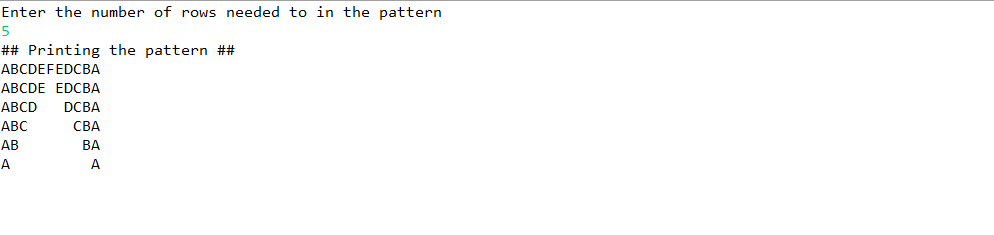 Enter the number of rows needed to in the pattern
5
## Printing the pattern ##
ABCDEFEDCBA
ABCDE EDCBA
ABCD   DCBA
ABC     CBA
AB       BA
A         A